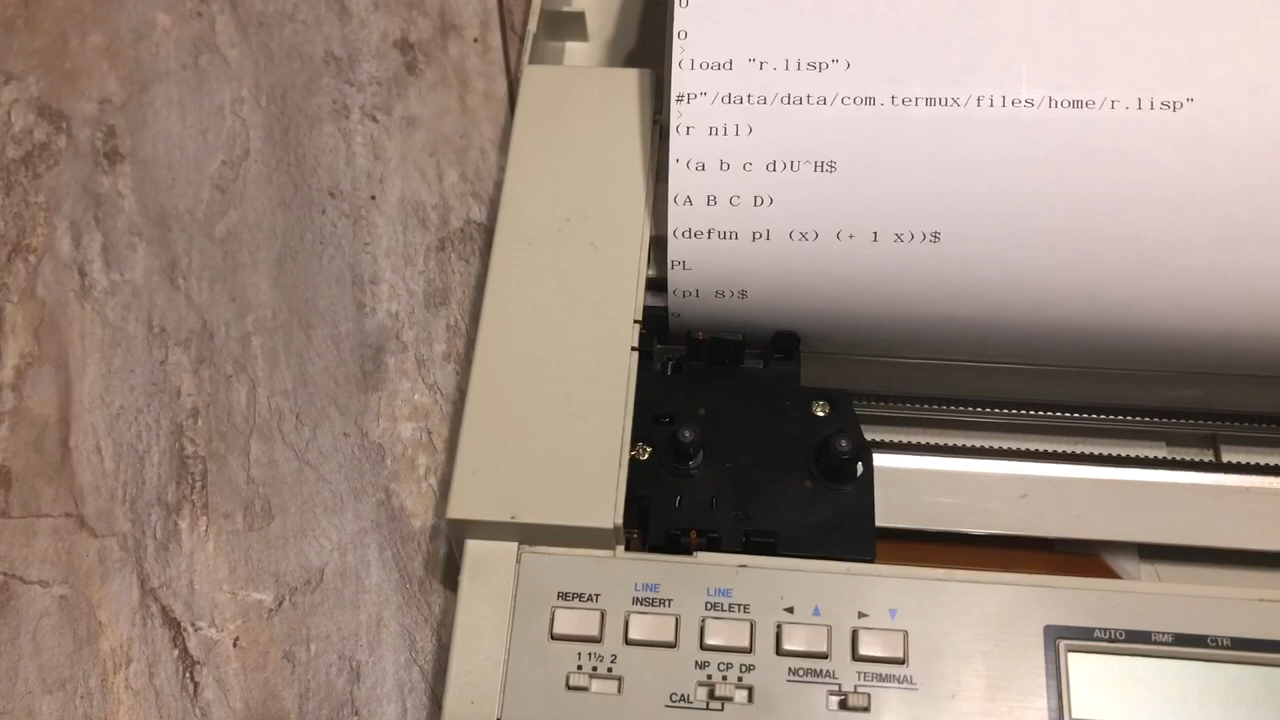 0
>
(load "r.lisp")
#P"/data/data/com.termux/files/home/r.lisp"
>
(r nil)
'(a b c d)U^H$
(A B C D)
(defun pl (x) (+ 1 x))$
PL
(pl 8)$
9
REPEAT
LINE
INSERT
LINE
DELETE
◀ ▲ ▶ ▼
1 1½ 2
NP CP DP
CAL
NORMAL TERMINAL
AUTO RMF CTR